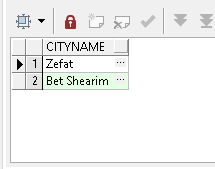 CITYNAME
1 Zefat ...
2 Bet Shearim ...